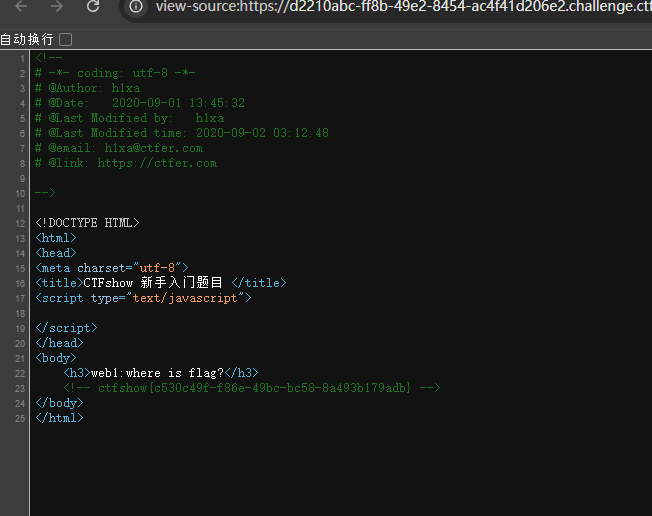 view-source:https://d2210abc-ff8b-49e2-8454-ac4f41d206e2.challenge.ctf
自动换行
1 <!--
2 # -*- coding: utf-8 -*-
3 # @Author: h1xa
4 # @Date:   2020-09-01 13:45:32
5 # @Last Modified by:   h1xa
6 # @Last Modified time: 2020-09-02 03:12:48
7 # @email: h1xa@ctfer.com
8 # @link: https://ctfer.com
9
10 -->
11
12 <!DOCTYPE HTML>
13 <html>
14 <head>
15 <meta charset="utf-8">
16 <title>CTFshow 新手入门题目 </title>
17 <script type="text/javascript">
18
19 </script>
20 </head>
21 <body>
22 <h3>web1:where is flag?</h3>
23 <!-- ctfshow{c530c49f-f86e-49bc-bc58-8a493b179adb} -->
24 </body>
25 </html>